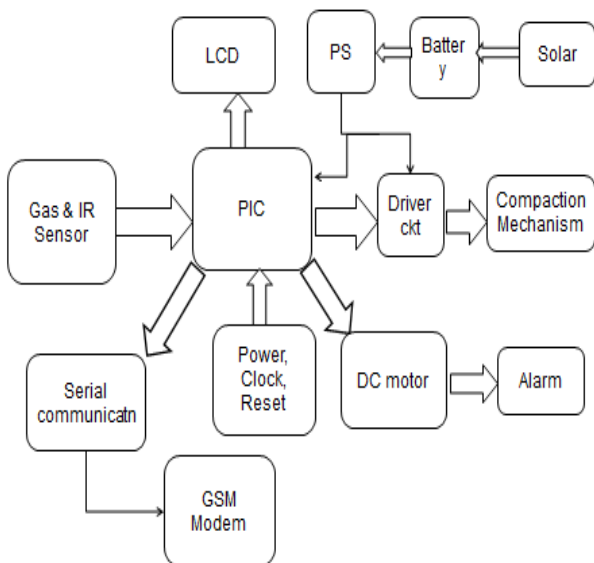 LCD
PS
Batter
y
Solar
Gas & IR
Sensor
PIC
Driver
ckt
Compaction
Mechanism
Serial
communicatn
Power,
Clock,
Reset
DC motor
Alarm
GSM
Modem